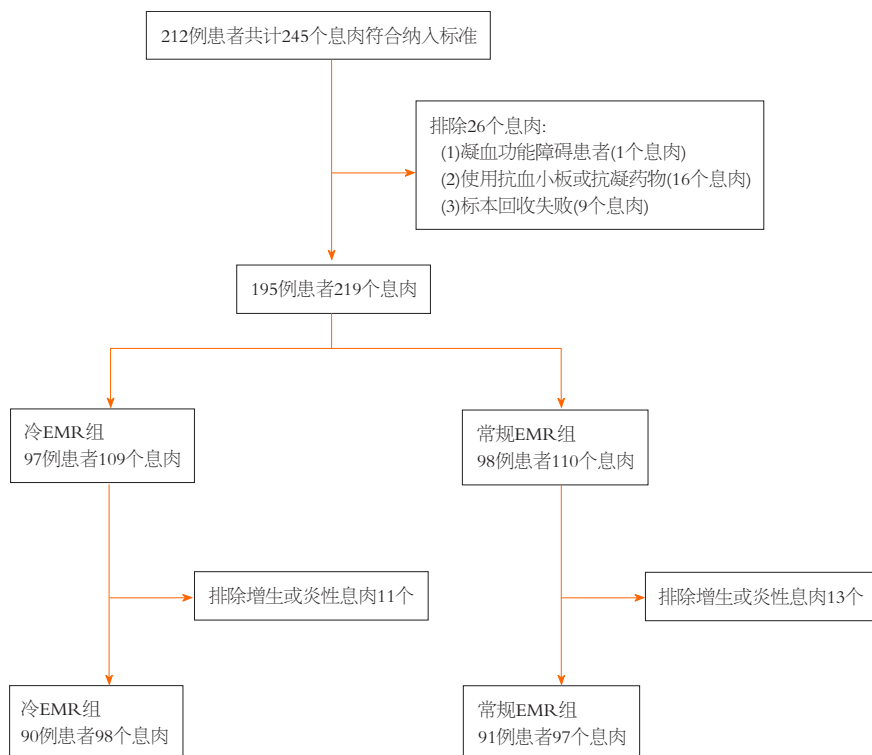 212例患者共计245个息肉符合纳入标准
排除26个息肉:
(1)凝血功能障碍患者(1个息肉)
(2)使用抗血小板或抗凝药物(16个息肉)
(3)标本回收失败(9个息肉)
195例患者219个息肉
冷EMR组
97例患者109个息肉
常规EMR组
98例患者110个息肉
排除增生或炎性息肉11个
排除增生或炎性息肉13个
冷EMR组
90例患者98个息肉
常规EMR组
91例患者97个息肉